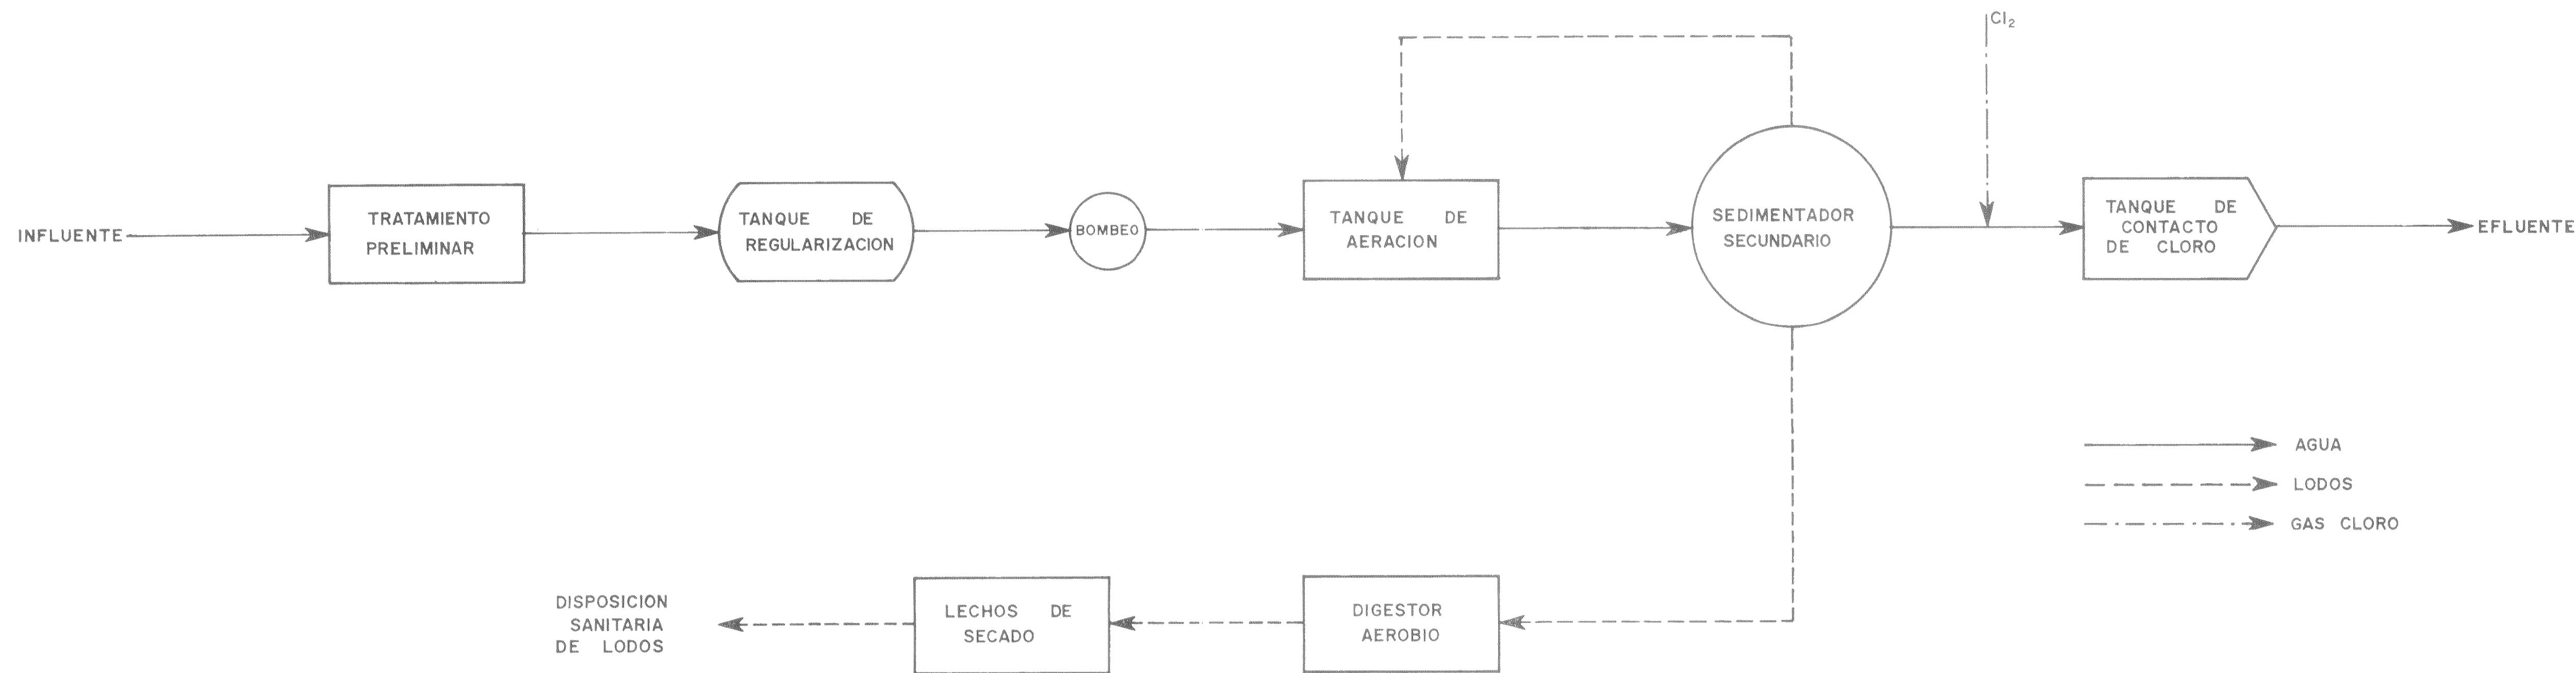 Cl₂
INFLUENTE
TRATAMIENTO
PRELIMINAR
TANQUE DE
REGULARIZACION
BOMBEO
TANQUE DE
AERACION
SEDIMENTADOR
SECUNDARIO
TANQUE DE
CONTACTO
DE CLORO
EFLUENTE
AGUA
LODOS
GAS CLORO
DISPOSICION
SANITARIA
DE LODOS
LECHOS DE
SECADO
DIGESTOR
AEROBIO